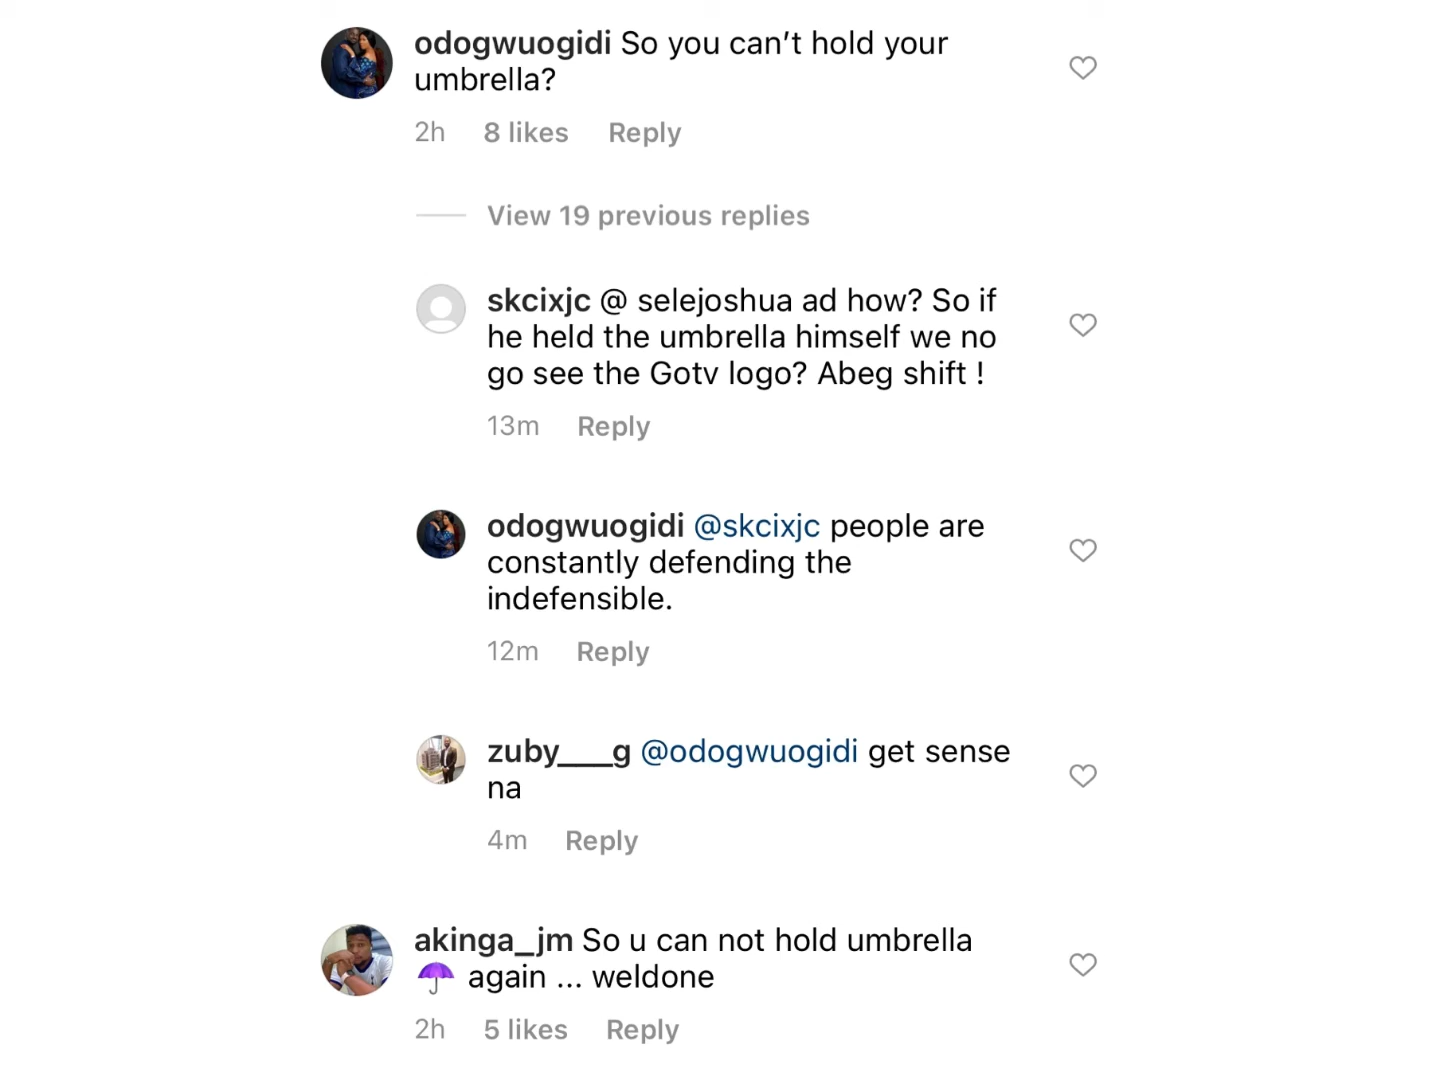 odogwuogidi So you can’t hold your
umbrella?
2h 8 likes Reply
View 19 previous replies
skcixjc @ selejoshua ad how? So if
he held the umbrella himself we no
go see the Gotv logo? Abeg shift !
13m Reply
odogwuogidi @skcixjc people are
constantly defending the
indefensible.
12m Reply
zuby___g @odogwuogidi get sense
na
4m Reply
akinga_jm So u can not hold umbrella
☂️ again ... weldone
2h 5 likes Reply